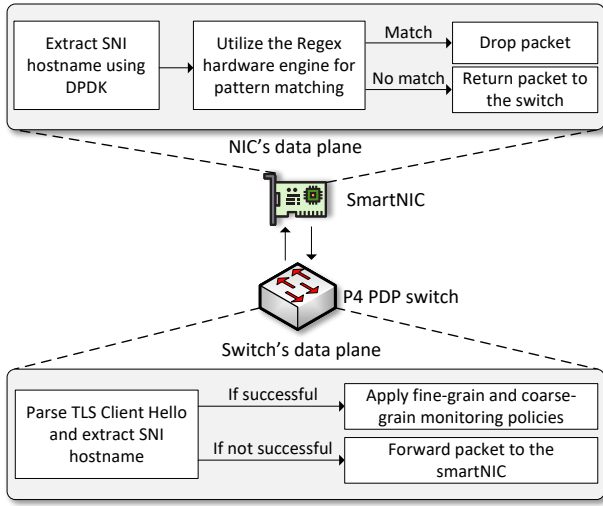 Extract SNI
hostname using
DPDK
Utilize the Regex
hardware engine for
pattern matching
Match
Drop packet
No match
Return packet to
the switch
NIC's data plane
SmartNIC
P4 PDP switch
Switch's data plane
Parse TLS Client Hello
and extract SNI
hostname
If successful
Apply fine-grain and coarse-
grain monitoring policies
If not successful
Forward packet to the
smartNIC